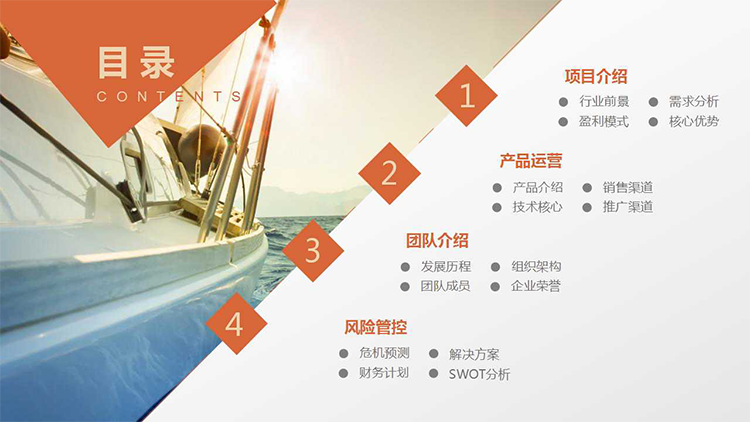 目录
CONTENTS
1
项目介绍
行业前景 需求分析
盈利模式 核心优势
2
产品运营
产品介绍 销售渠道
技术核心 推广渠道
3
团队介绍
发展历程 组织架构
团队成员 企业荣誉
4
风险管控
危机预测 解决方案
财务计划 SWOT分析